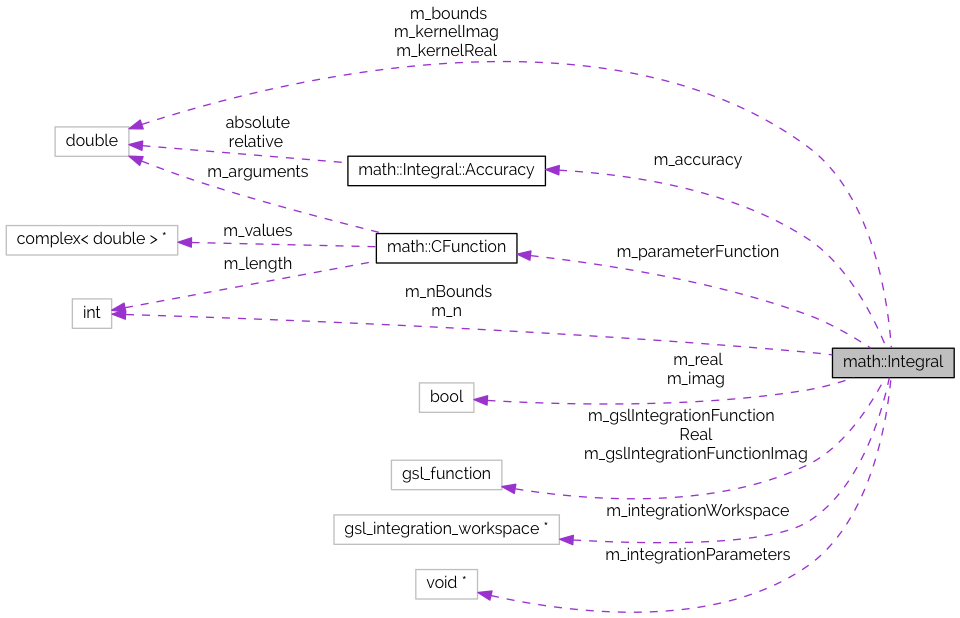 m_bounds
m_kernelImag
m_kernelReal
double
absolute
relative
math::Integral::Accuracy
m_accuracy
m_arguments
complex< double > *
m_values
math::CFunction
m_parameterFunction
m_length
int
m_nBounds
m_n
math::Integral
m_real
m_imag
bool
m_gslIntegrationFunction
Real
m_gslIntegrationFunctionImag
gsl_function
m_integrationWorkspace
gsl_integration_workspace *
m_integrationParameters
void *